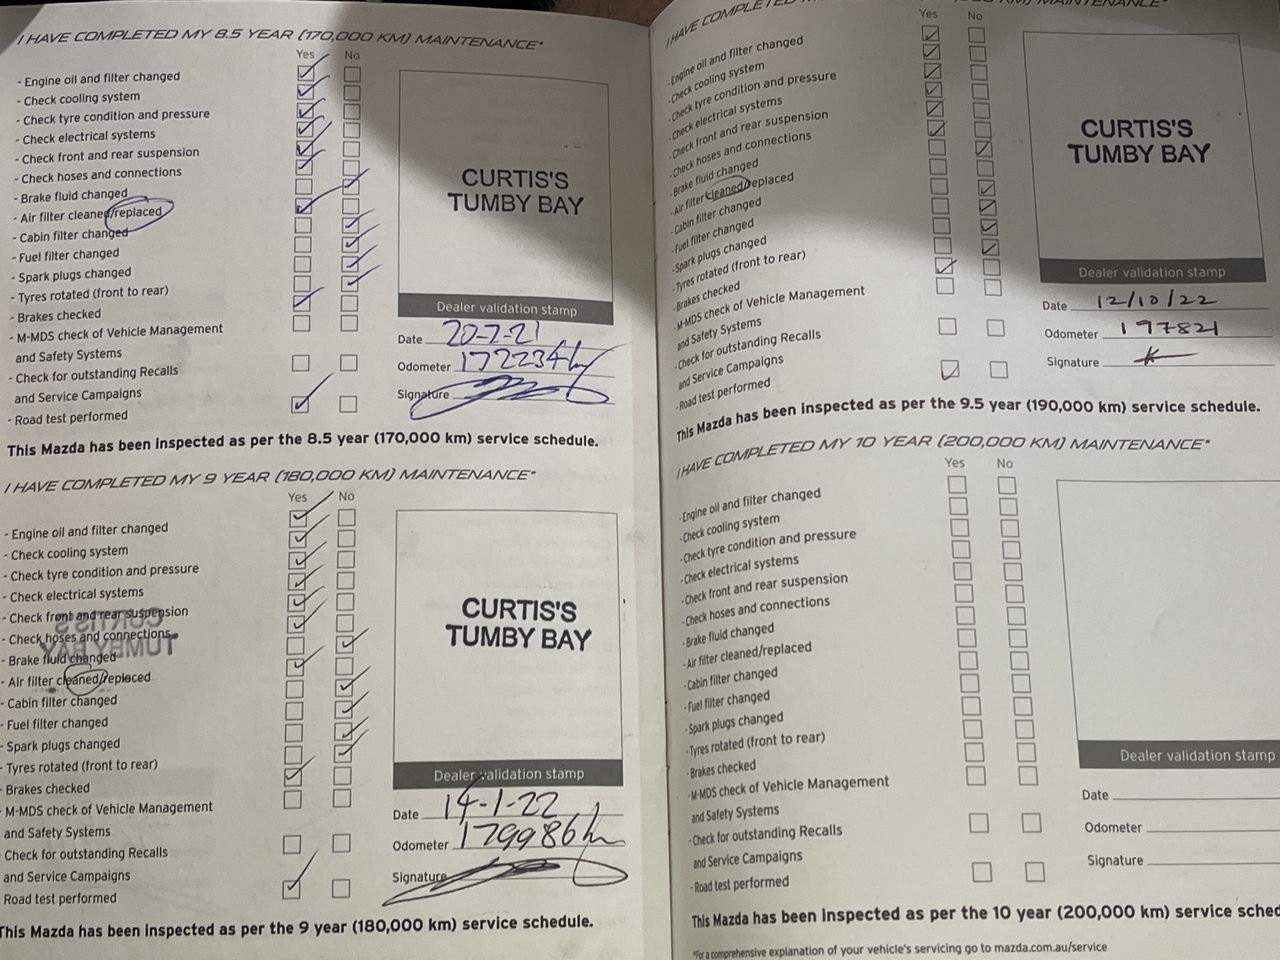 I HAVE COMPLETED MY 8.5 YEAR (170,000 KM) MAINTENANCE*
Yes No
- Engine oil and filter changed
- Check cooling system
- Check tyre condition and pressure
- Check electrical systems
- Check front and rear suspension
- Check hoses and connections
- Brake fluid changed
- Air filter cleaned/replaced
- Cabin filter changed
- Fuel filter changed
- Spark plugs changed
- Tyres rotated (front to rear)
- Brakes checked
- M-MDS check of Vehicle Management
and Safety Systems
- Check for outstanding Recalls
and Service Campaigns
- Road test performed
CURTIS'S
TUMBY BAY
Dealer validation stamp
Date 20-7-21
Odometer 172234 km
Signature
This Mazda has been inspected as per the 8.5 year (170,000 km) service schedule.
I HAVE COMPLETED MY 9 YEAR (180,000 KM) MAINTENANCE*
Yes No
- Engine oil and filter changed
- Check cooling system
- Check tyre condition and pressure
- Check electrical systems
- Check front and rear suspension
- Check hoses and connections
- Brake fluid changed
- Air filter cleaned/replaced
- Cabin filter changed
- Fuel filter changed
- Spark plugs changed
- Tyres rotated (front to rear)
- Brakes checked
- M-MDS check of Vehicle Management
and Safety Systems
- Check for outstanding Recalls
and Service Campaigns
Road test performed
CURTIS'S
TUMBY BAY
CURTIS'S
TUMBY BAY
Dealer validation stamp
Date 14-1-22
Odometer 179986 km
Signature
This Mazda has been inspected as per the 9 year (180,000 km) service schedule.
I HAVE COMPLETED
MAINTENANCE*
Yes No
- Engine oil and filter changed
- Check cooling system
- Check tyre condition and pressure
- Check electrical systems
- Check front and rear suspension
- Check hoses and connections
- Brake fluid changed
- Air filter cleaned/replaced
- Cabin filter changed
- Fuel filter changed
- Spark plugs changed
- Tyres rotated (front to rear)
- Brakes checked
- M-MDS check of Vehicle Management
and Safety Systems
- Check for outstanding Recalls
and Service Campaigns
- Road test performed
CURTIS'S
TUMBY BAY
Dealer validation stamp
Date 12/10/22
Odometer 197821
Signature
This Mazda has been inspected as per the 9.5 year (190,000 km) service schedule.
I HAVE COMPLETED MY 10 YEAR (200,000 KM) MAINTENANCE*
Yes No
- Engine oil and filter changed
- Check cooling system
- Check tyre condition and pressure
- Check electrical systems
- Check front and rear suspension
- Check hoses and connections
- Brake fluid changed
- Air filter cleaned/replaced
- Cabin filter changed
- Fuel filter changed
- Spark plugs changed
- Tyres rotated (front to rear)
- Brakes checked
- M-MDS check of Vehicle Management
and Safety Systems
- Check for outstanding Recalls
and Service Campaigns
- Road test performed
Dealer validation stamp
Date
Odometer
Signature
This Mazda has been inspected as per the 10 year (200,000 km) service sched
*For a comprehensive explanation of your vehicle's servicing go to mazda.com.au/service